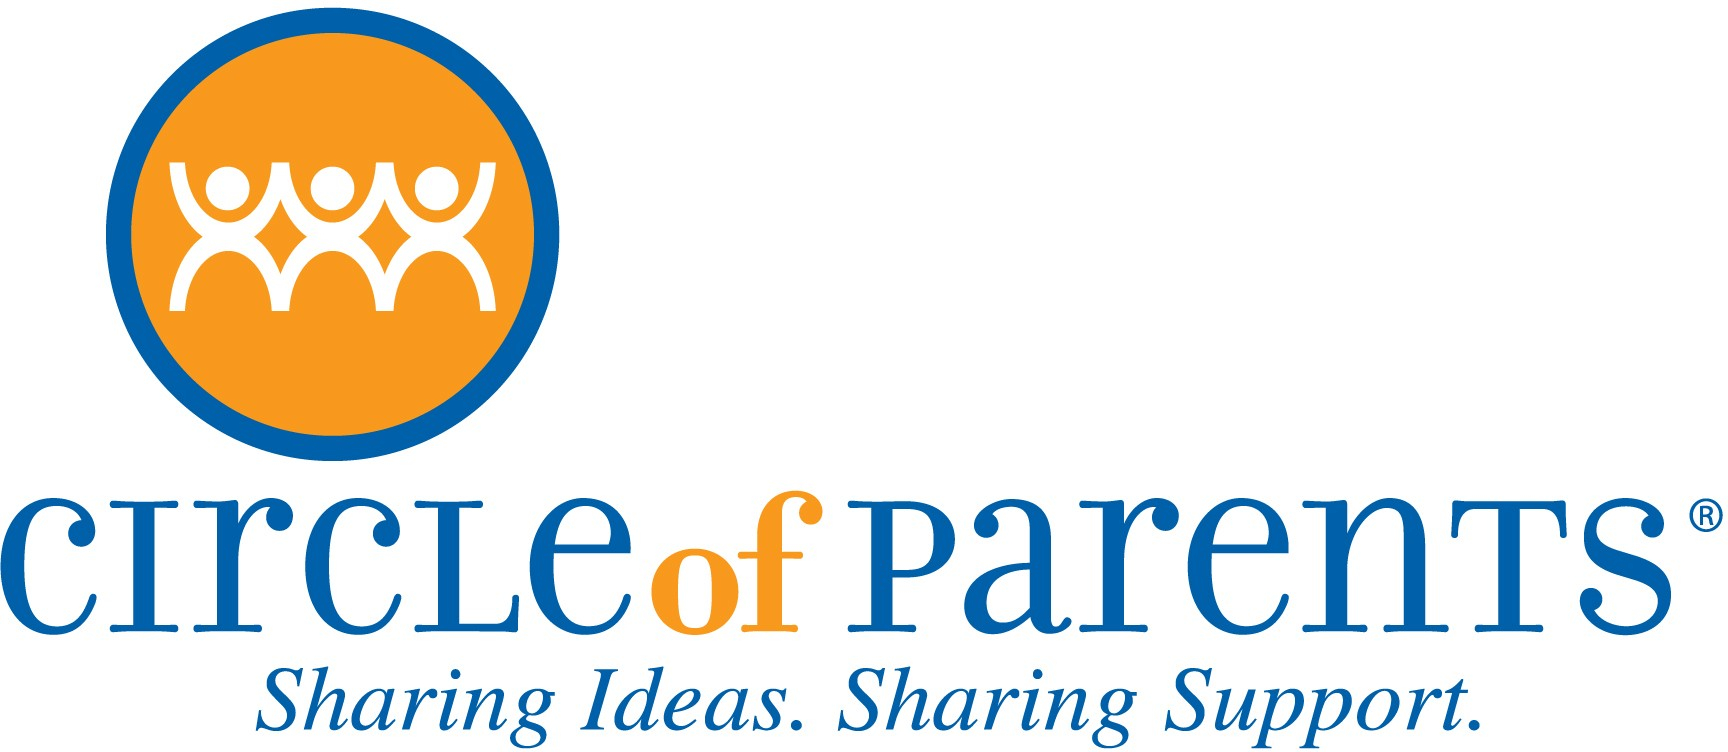 CIrCLe of Parents®
Sharing Ideas. Sharing Support.